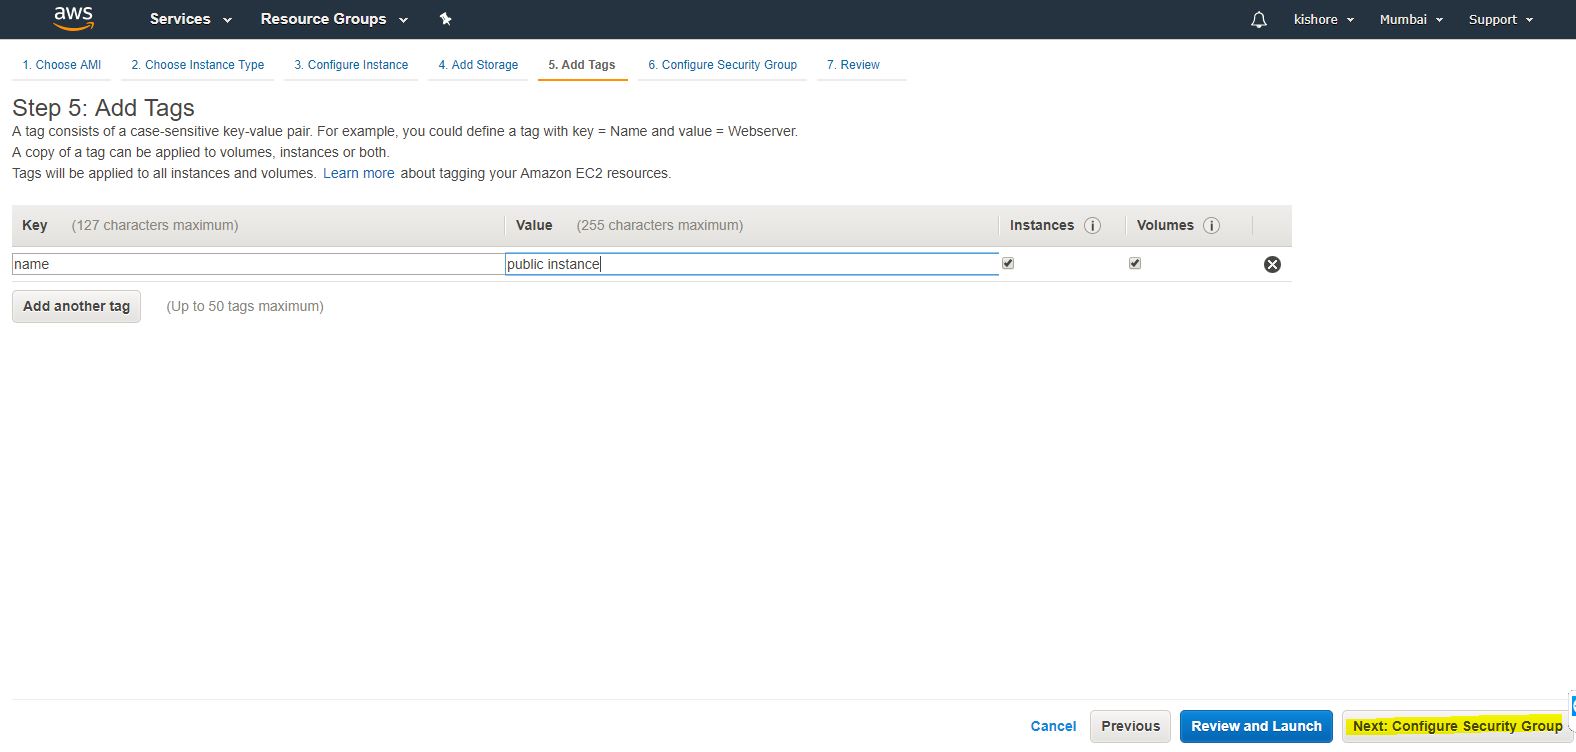 aws Services Resource Groups kishore Mumbai Support
1. Choose AMI 2. Choose Instance Type 3. Configure Instance 4. Add Storage 5. Add Tags 6. Configure Security Group 7. Review
Step 5: Add Tags
A tag consists of a case-sensitive key-value pair. For example, you could define a tag with key = Name and value = Webserver.
A copy of a tag can be applied to volumes, instances or both.
Tags will be applied to all instances and volumes. Learn more about tagging your Amazon EC2 resources.
Key (127 characters maximum) Value (255 characters maximum) Instances i Volumes i
name public instance
Add another tag (Up to 50 tags maximum)
Cancel Previous Review and Launch Next: Configure Security Group